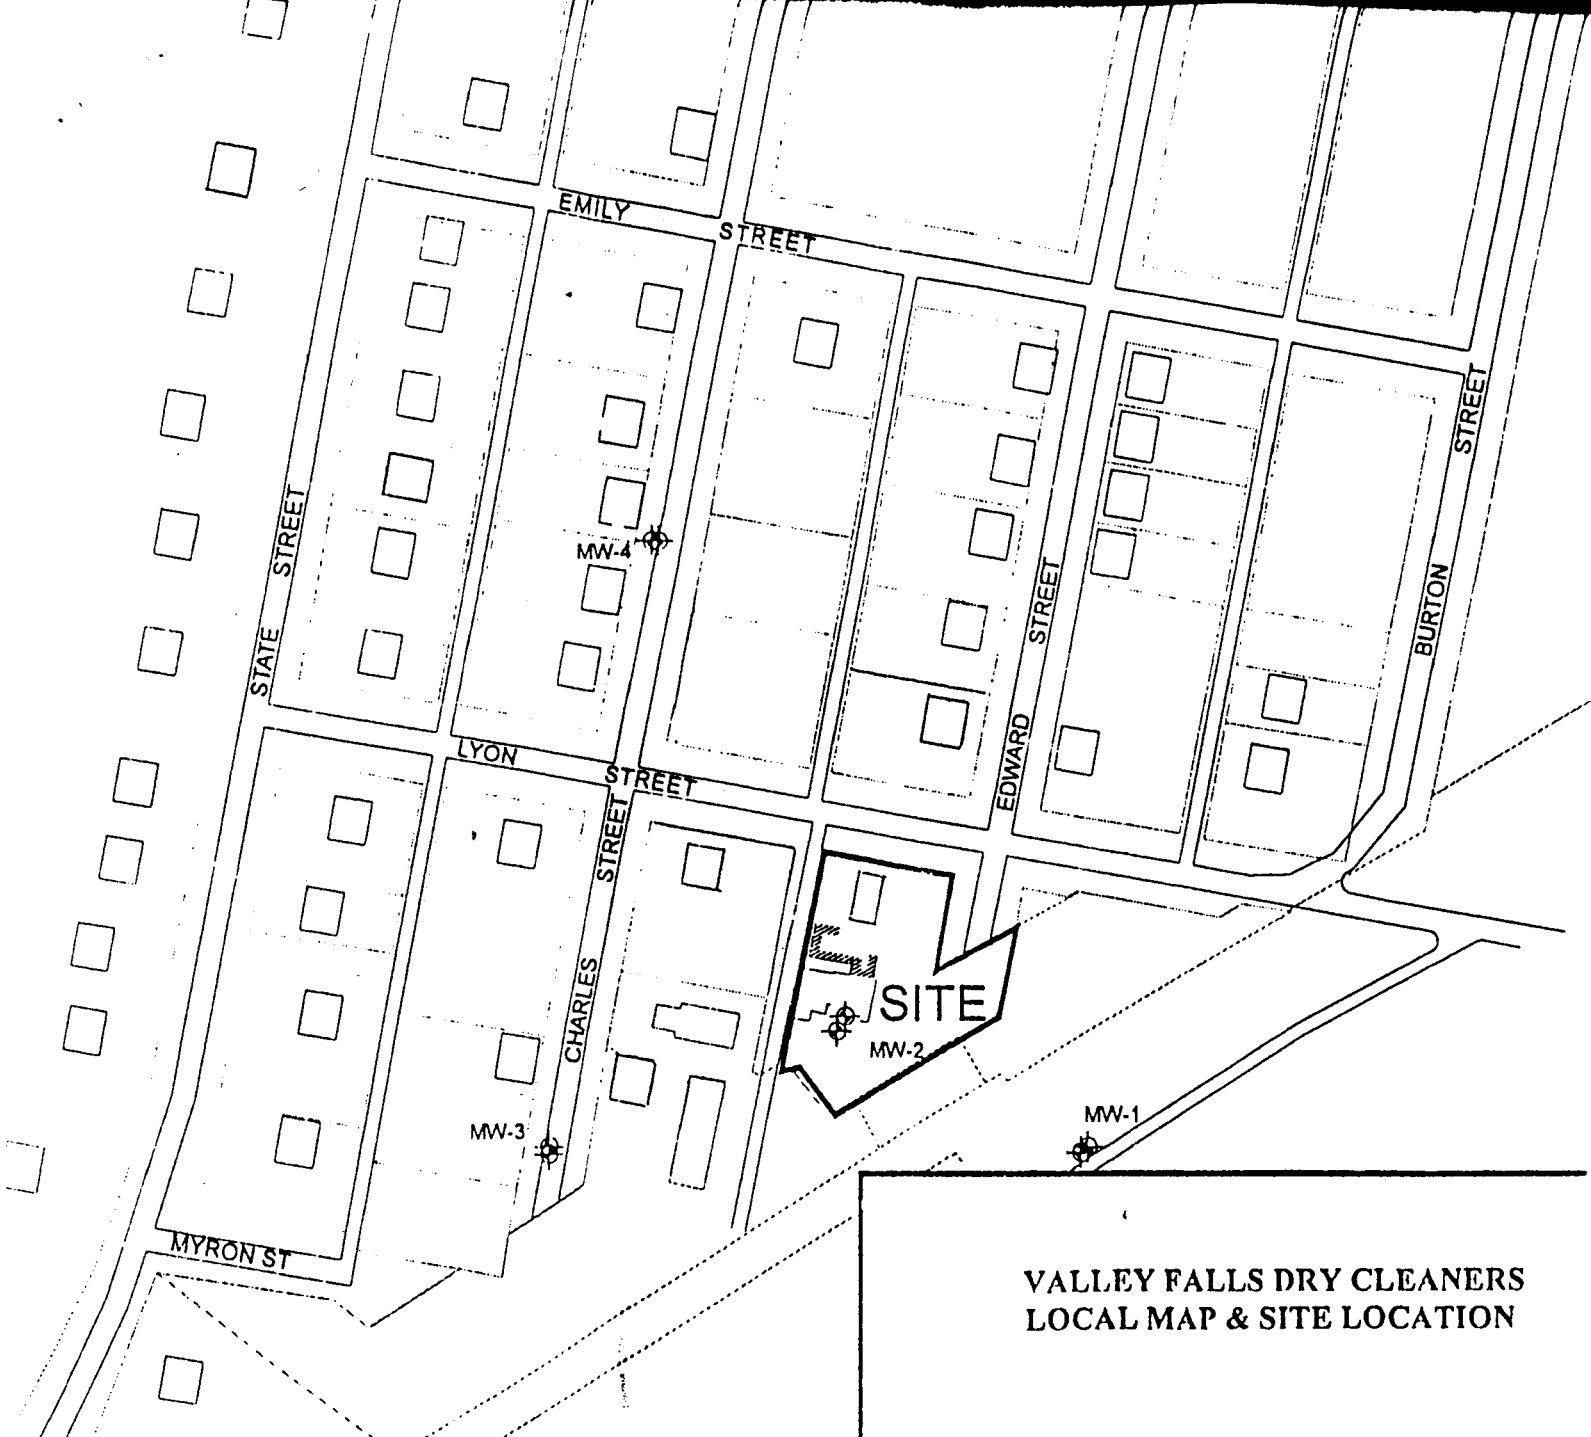 EMILY
STREET
STREET
STREET
MW-4
STREET
BURTON
STATE
EDWARD
LYON
STREET
STREET
CHARLES
SITE
MW-2
MW-1
MW-3
MYRON ST
VALLEY FALLS DRY CLEANERS
LOCAL MAP & SITE LOCATION